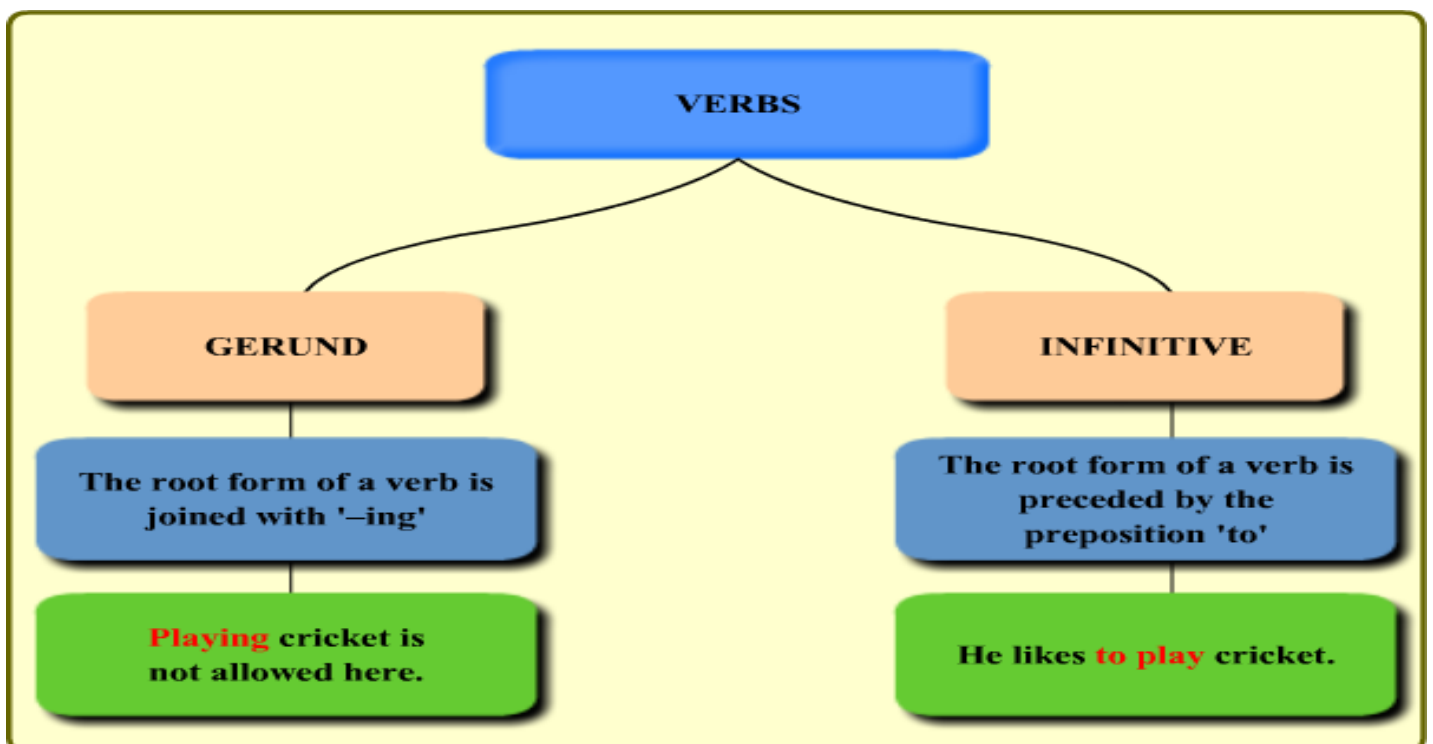 VERBS
GERUND
The root form of a verb is
joined with '–ing'
Playing cricket is
not allowed here.
INFINITIVE
The root form of a verb is
preceded by the
preposition 'to'
He likes to play cricket.